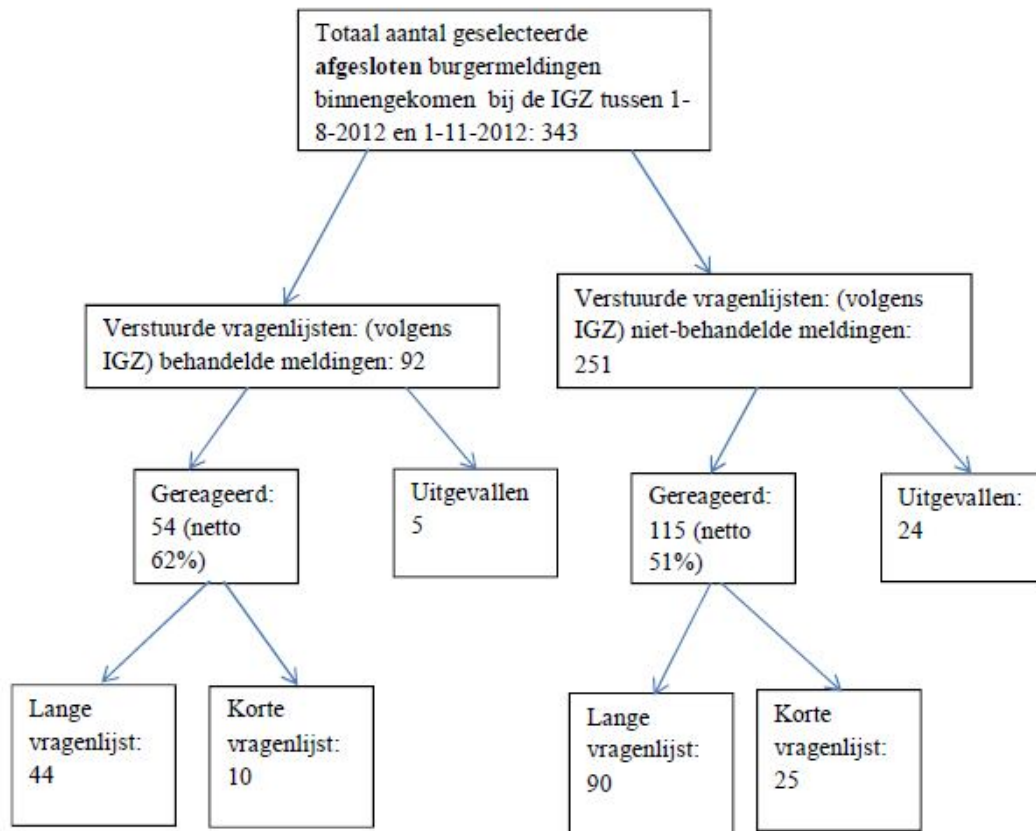 Totaal aantal geselecteerde
afgesloten burgermeldingen
binnengekomen bij de IGZ tussen 1-
8-2012 en 1-11-2012: 343
Verstuurde vragenlijsten: (volgens
IGZ) behandelde meldingen: 92
Verstuurde vragenlijsten: (volgens
IGZ) niet-behandelde meldingen:
251
Gereageerd:
54 (netto
62%)
Uitgevallen
5
Gereageerd:
115 (netto
51%)
Uitgevallen:
24
Lange
vragenlijst:
44
Korte
vragenlijst:
10
Lange
vragenlijst:
90
Korte
vragenlijst:
25